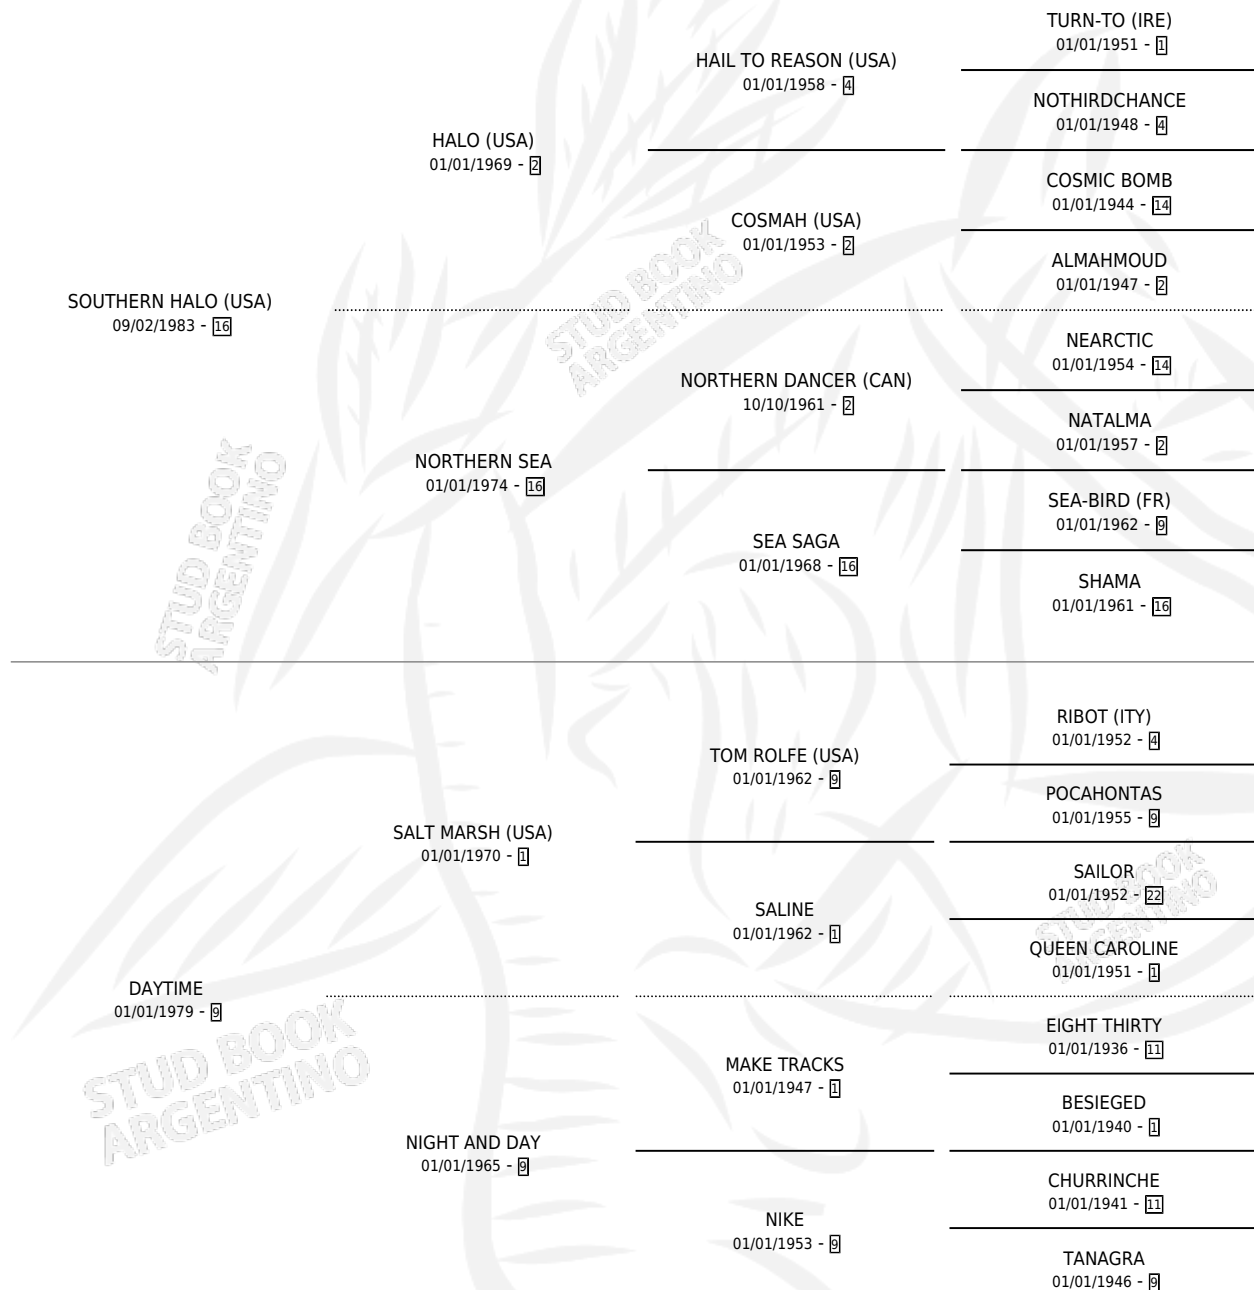 TURN-TO (IRE)
01/01/1951 - 1
HAIL TO REASON (USA)
01/01/1958 - 4
NOTHIRDCHANCE
01/01/1948 - 4
HALO (USA)
01/01/1969 - 2
COSMIC BOMB
01/01/1944 - 14
COSMAH (USA)
01/01/1953 - 2
ALMAHMOUD
01/01/1947 - 2
SOUTHERN HALO (USA)
09/02/1983 - 16
NEARCTIC
01/01/1954 - 14
NORTHERN DANCER (CAN)
10/10/1961 - 2
NATALMA
01/01/1957 - 2
NORTHERN SEA
01/01/1974 - 16
SEA-BIRD (FR)
01/01/1962 - 9
SEA SAGA
01/01/1968 - 16
SHAMA
01/01/1961 - 16
RIBOT (ITY)
01/01/1952 - 4
TOM ROLFE (USA)
01/01/1962 - 9
POCAHONTAS
01/01/1955 - 9
SALT MARSH (USA)
01/01/1970 - 1
SAILOR
01/01/1952 - 22
SALINE
01/01/1962 - 1
QUEEN CAROLINE
01/01/1951 - 1
DAYTIME
01/01/1979 - 9
EIGHT THIRTY
01/01/1936 - 11
MAKE TRACKS
01/01/1947 - 1
BESIEGED
01/01/1940 - 1
NIGHT AND DAY
01/01/1965 - 9
CHURRINCHE
01/01/1941 - 11
NIKE
01/01/1953 - 9
TANAGRA
01/01/1946 - 9
STUD BOOK
ARGENTINO
STUD BOOK
ARGENTINO
STUD BOOK
ARGENTINO
STUD BOOK
ARGENTINO